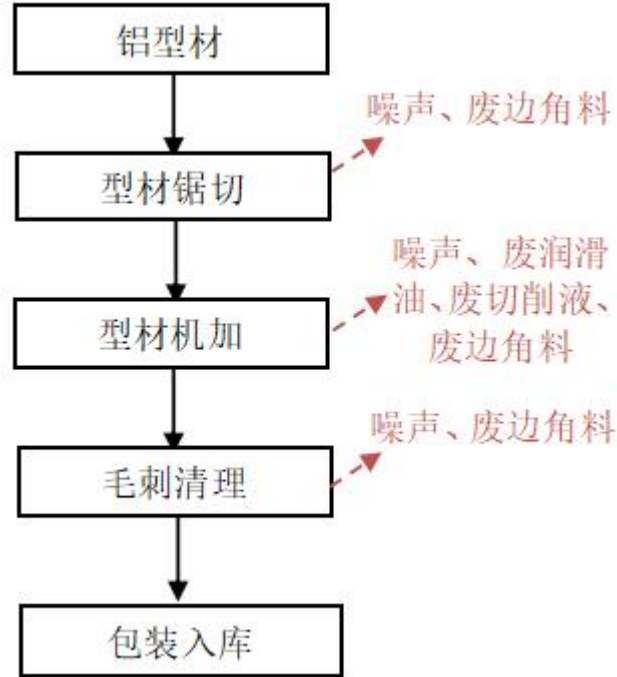 铝型材
噪声、废边角料
型材锯切
噪声、废润滑
油、废切削液、
废边角料
型材机加
噪声、废边角料
毛刺清理
包装入库